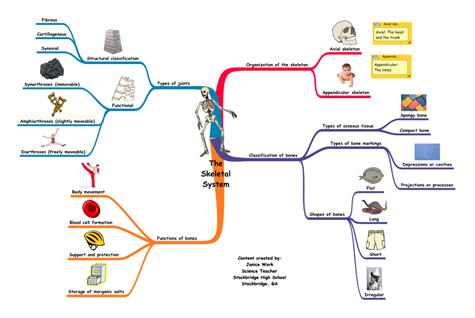 Fibrous
Cartilagenous
Synovial
Structural classification
Synarthroses (immovable)
Amphiarthroses (slightly moveable)
Diarthroses (freely moveable)
Functional
Types of joints
Axial ske...
Axial: The head
and the trunk
Axial skeleton
Organization of the skeleton
Appendic...
Appendicular:
The limbs
Appendicular skeleton
The
Skeletal
System
Types of osseous tissue
Spongy bone
Compact bone
Classification of bones
Types of bone markings
Depressions or cavities
Projections or processes
Shapes of bones
Flat
Long
Short
Irregular
Body movement
Blood cell formation
Support and protection
Storage of inorganic salts
Functions of bones
Content created by:
Janice Work
Science Teacher
Stockbridge High School
Stockbridge, GA